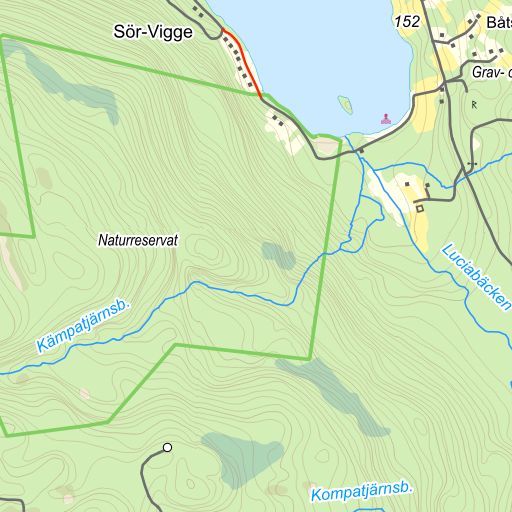 Sör-Vigge
152
Båts
Grav- o
R
Naturreservat
Luciabäcken
Kämpatjärnsb.
Kompatjärnsb.